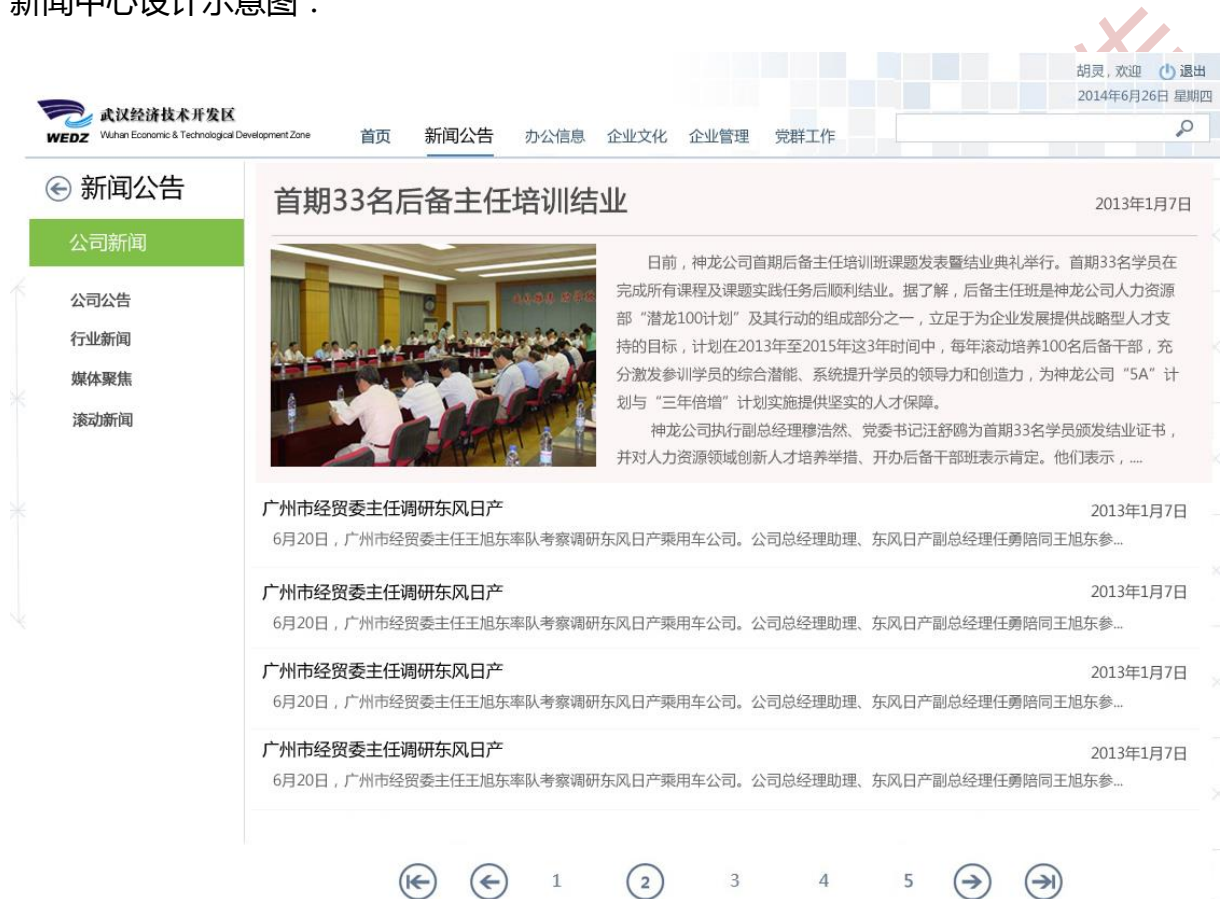 新闻中心设计示意图：
胡灵, 欢迎 退出
2014年6月26日 星期四
武汉经济技术开发区
WEDZ Wuhan Economic & Technological Development Zone
首页 新闻公告 办公信息 企业文化 企业管理 党群工作
新闻公告
公司新闻
公司公告
行业新闻
媒体聚焦
滚动新闻
首期33名后备主任培训结业
2013年1月7日
日前，神龙公司首期后备主任培训班课题发表暨结业典礼举行。首期33名学员在
完成所有课程及课题实践任务后顺利结业。据了解，后备主任班是神龙公司人力资源
部“潜龙100计划”及其行动的组成部分之一，立足于为企业发展提供战略型人才支
持的目标，计划在2013年至2015年这3年时间中，每年滚动培养100名后备干部，充
分激发参训学员的综合潜能、系统提升学员的领导力和创造力，为神龙公司“5A”计
划与“三年倍增”计划实施提供坚实的人才保障。
神龙公司执行副总经理穆浩然、党委书记汪舒鸥为首期33名学员颁发结业证书，
并对人力资源领域创新人才培养举措、开办后备干部班表示肯定。他们表示，....
广州市经贸委主任调研东风日产
2013年1月7日
6月20日，广州市经贸委主任王旭东率队考察调研东风日产乘用车公司。公司总经理助理、东风日产副总经理任勇陪同王旭东参...
广州市经贸委主任调研东风日产
2013年1月7日
6月20日，广州市经贸委主任王旭东率队考察调研东风日产乘用车公司。公司总经理助理、东风日产副总经理任勇陪同王旭东参...
广州市经贸委主任调研东风日产
2013年1月7日
6月20日，广州市经贸委主任王旭东率队考察调研东风日产乘用车公司。公司总经理助理、东风日产副总经理任勇陪同王旭东参...
广州市经贸委主任调研东风日产
2013年1月7日
6月20日，广州市经贸委主任王旭东率队考察调研东风日产乘用车公司。公司总经理助理、东风日产副总经理任勇陪同王旭东参...
1 2 3 4 5